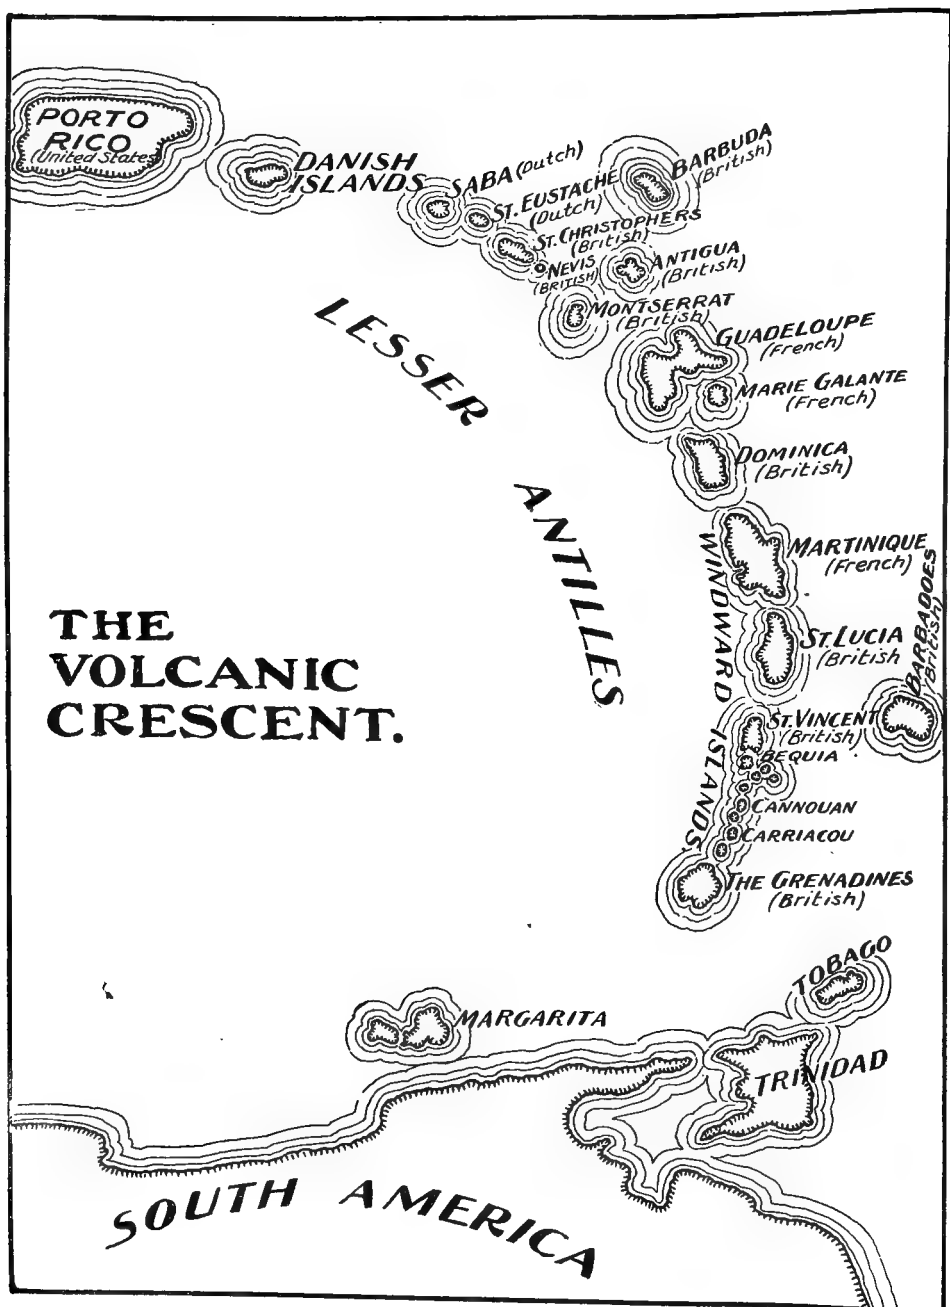 PORTO
RICO
(United States)
DANISH
ISLANDS
SABA (Dutch)
ST. EUSTACHE
(Dutch)
BARBUDA
(British)
ST. CHRISTOPHERS
(British)
NEVIS
(BRITISH)
ANTIGUA
(British)
MONTSERRAT
(British)
GUADELOUPE
(French)
MARIE GALANTE
(French)
DOMINICA
(British)
LESSER ANTILLES
MARTINIQUE
(French)
WINDWARD ISLANDS
BARBADOES
(British)
ST. LUCIA
(British
THE
VOLCANIC
CRESCENT.
ST. VINCENT
(British)
BEQUIA
CANNOUAN
CARRIACOU
THE GRENADINES
(British)
TOBAGO
MARGARITA
TRINIDAD
SOUTH AMERICA